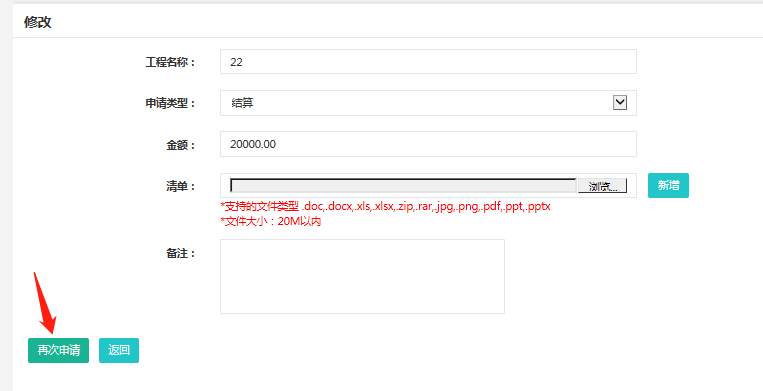 修改
工程名称： 22
申请类型： 结算
金额： 20000.00
清单： 浏览... 新增
*支持的文件类型 .doc,.docx,.xls,.xlsx,.zip,.rar,.jpg,.png,.pdf,.ppt,.pptx
*文件大小：20M以内
备注：
再次申请 返回